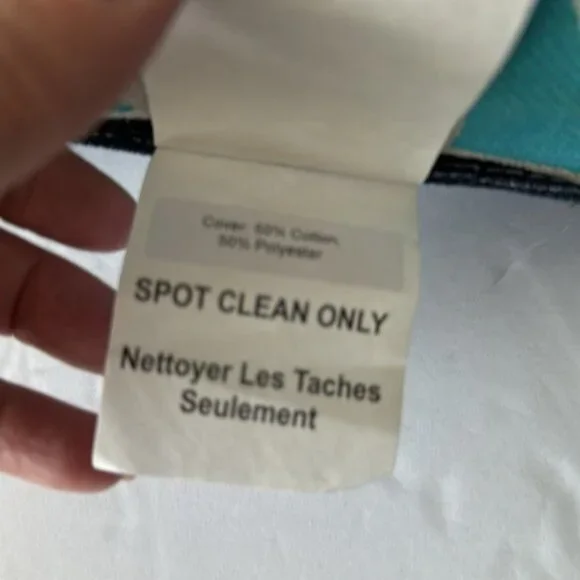 Cover: 50% Cotton,
50% Polyester
SPOT CLEAN ONLY
Nettoyer Les Taches
Seulement